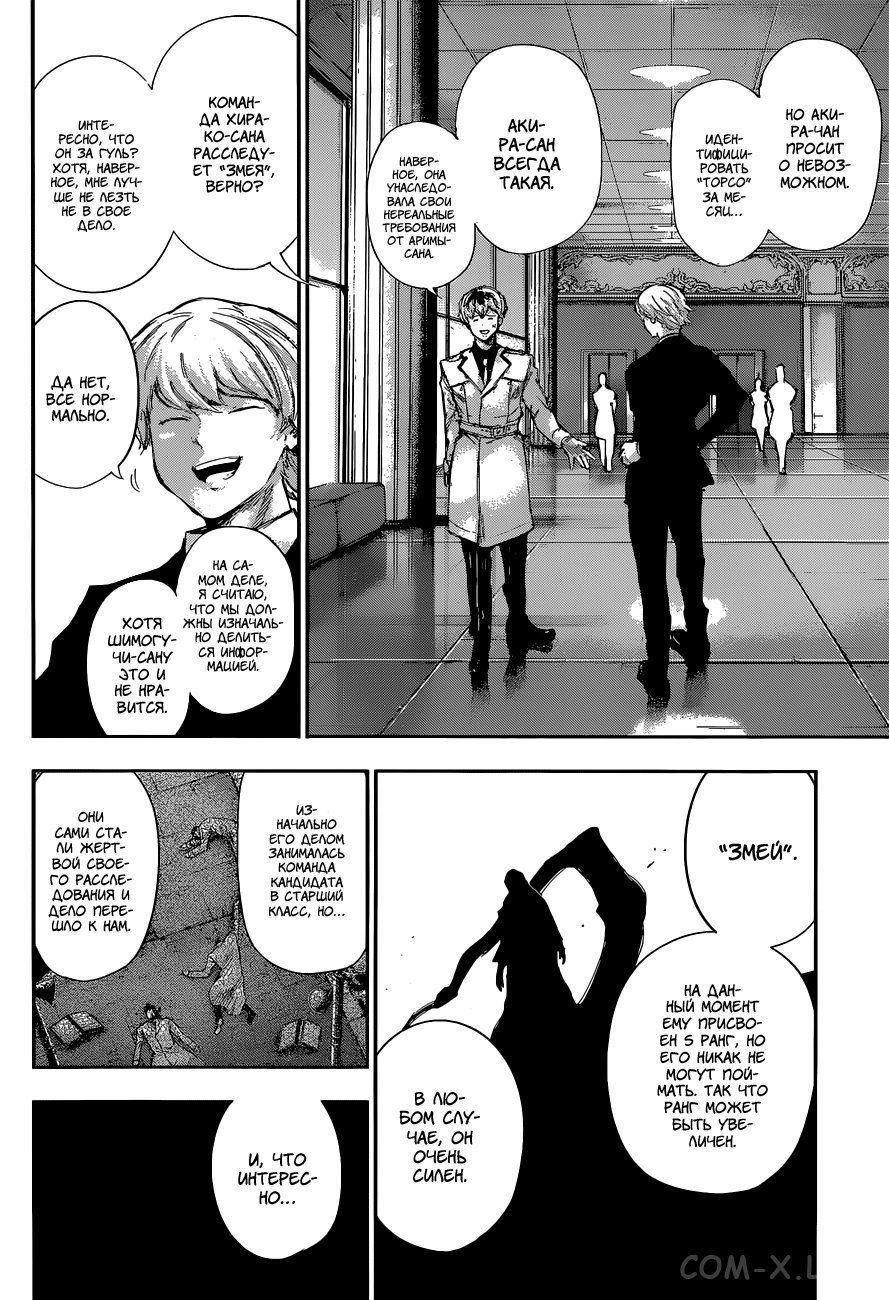 НО АКИ-
РА-ЧАН
ПРОСИТ
О НЕВОЗ-
МОЖНОМ.
ИДЕН-
ТИФИЦИ-
РОВАТЬ
"ТОРСО"
ЗА МЕ-
СЯЦ...
АКИ-
РА-САН
ВСЕГДА
ТАКАЯ.
НАВЕР-
НОЕ, ОНА
УНАСЛЕДО-
ВАЛА СВОИ
НЕРЕАЛЬНЫЕ
ТРЕБОВАНИЯ
ОТ АРИМЫ-
САНА.
КОМАН-
ДА ХИРА-
КО-САНА
РАССЛЕДУ-
ЕТ "ЗМЕЯ",
ВЕРНО?
ИНТЕ-
РЕСНО, ЧТО
ОН ЗА ГУЛЬ?
ХОТЯ, НАВЕР-
НОЕ, МНЕ ЛУЧ-
ШЕ НЕ ЛЕЗТЬ
НЕ В СВОЕ
ДЕЛО.
ДА НЕТ,
ВСЕ НОР-
МАЛЬНО.
НА СА-
МОМ ДЕЛЕ,
Я СЧИТАЮ,
ЧТО МЫ ДОЛ-
ЖНЫ ИЗНАЧАЛЬ-
НО ДЕЛИТЬ-
СЯ ИНФОР-
МАЦИЕЙ.
ХОТЯ
ШИМОГУ-
ЧИ-САНУ
ЭТО И
НЕ НРА-
ВИТСЯ.
"ЗМЕЙ".
НА ДАН-
НЫЙ МОМЕНТ
ЕМУ ПРИСВО-
ЕН S РАНГ, НО
ЕГО НИКАК НЕ
МОГУТ ПОЙ-
МАТЬ. ТАК ЧТО
РАНГ МОЖЕТ
БЫТЬ УВЕ-
ЛИЧЕН.
В ЛЮ-
БОМ СЛУ-
ЧАЕ, ОН
ОЧЕНЬ
СИЛЕН.
ИЗ-
НАЧАЛЬНО
ЕГО ДЕЛОМ
ЗАНИМАЛАСЬ
КОМАНДА
КАНДИДАТА
В СТАРШИЙ
КЛАСС, НО...
ОНИ
САМИ СТА-
ЛИ ЖЕРТ-
ВОЙ СВОЕ-
ГО РАССЛЕ-
ДОВАНИЯ И
ДЕЛО ПЕРЕ-
ШЛО К НАМ.
И, ЧТО
ИНТЕРЕС-
НО...
COM-X.L